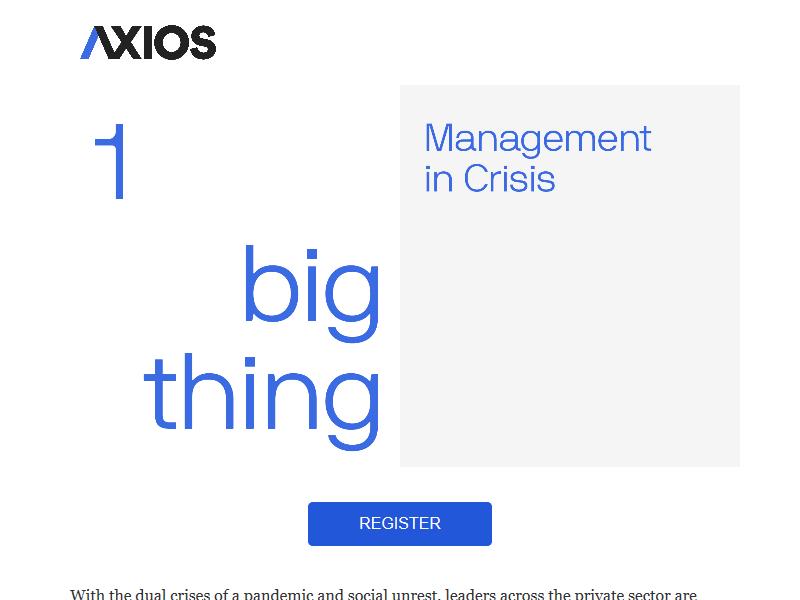 AXIOS
1
big
thing
Management
in Crisis
REGISTER
With the dual crises of a pandemic and social unrest, leaders across the private sector are